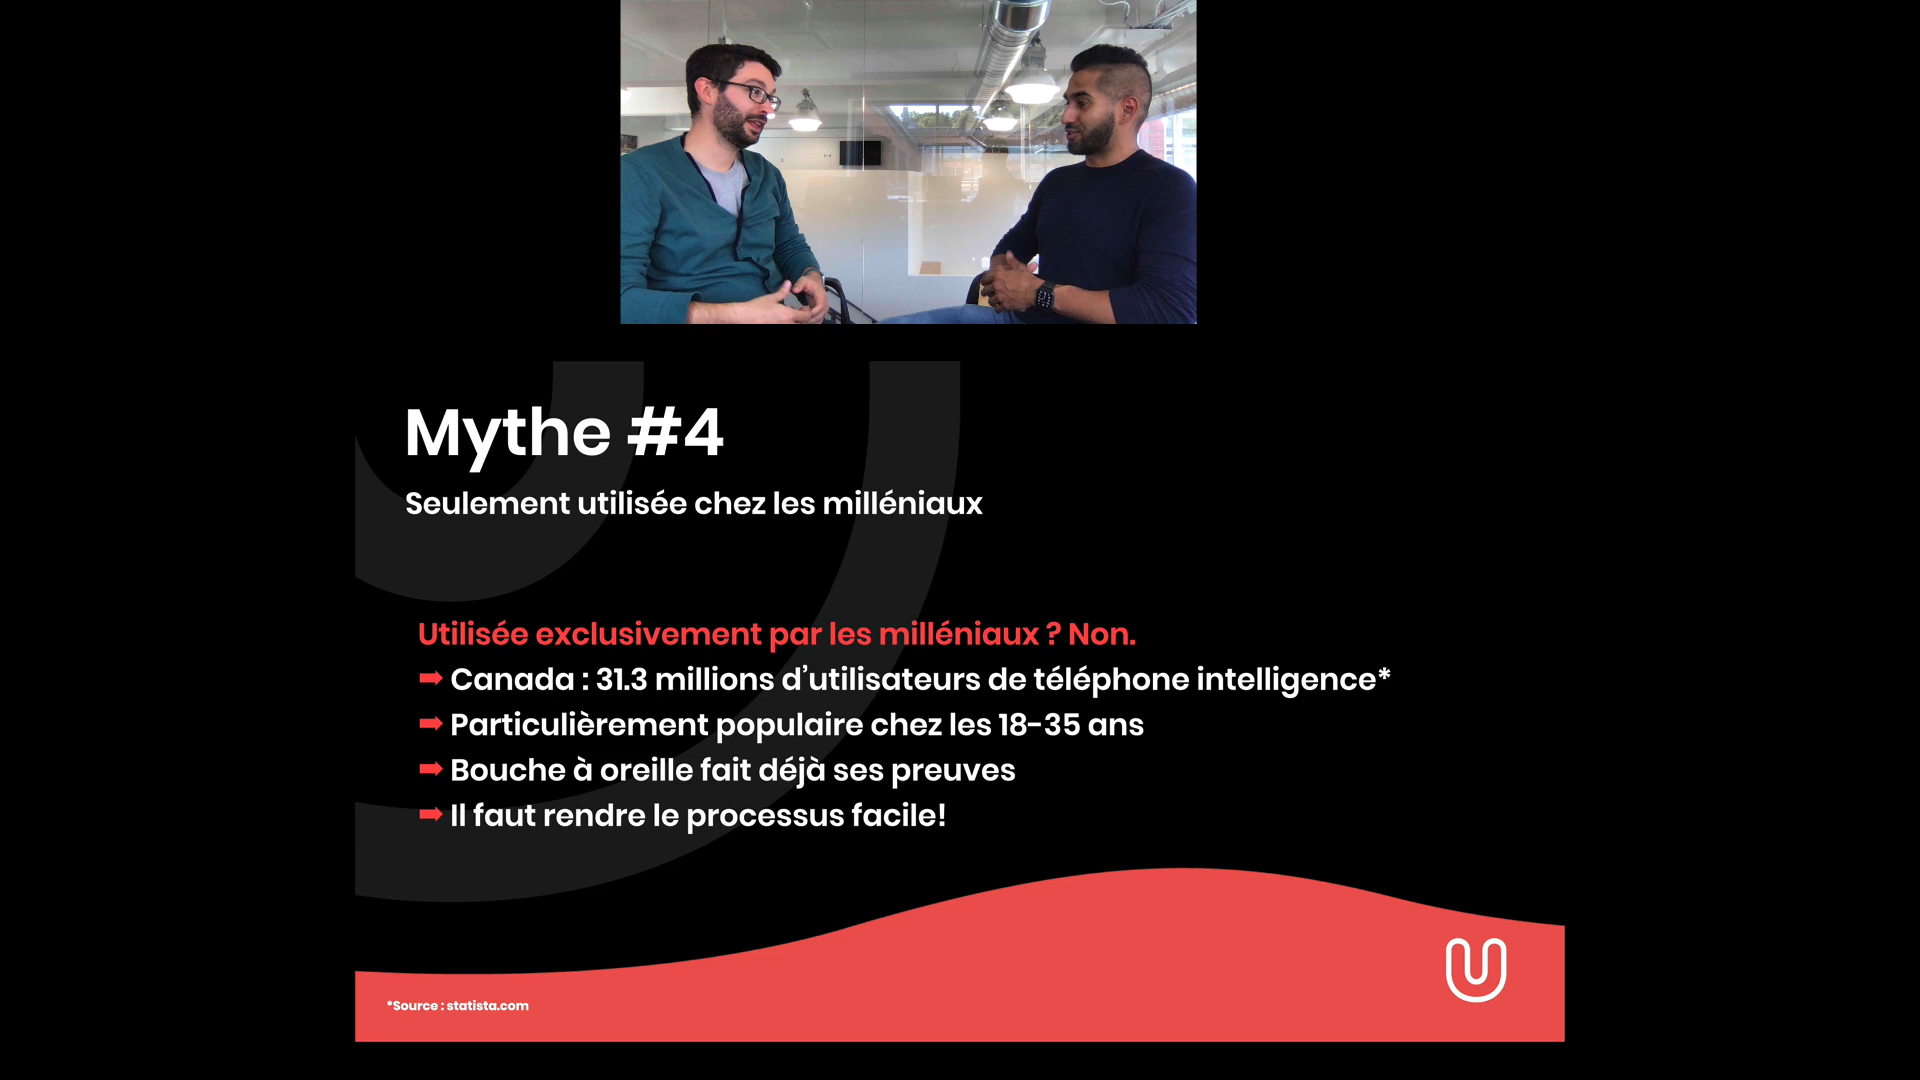 Mythe #4
Seulement utilisée chez les milléniaux
Utilisée exclusivement par les milléniaux ? Non.
➡ Canada : 31.3 millions d’utilisateurs de téléphone intelligence*
➡ Particulièrement populaire chez les 18-35 ans
➡ Bouche à oreille fait déjà ses preuves
➡ Il faut rendre le processus facile!
*Source : statista.com